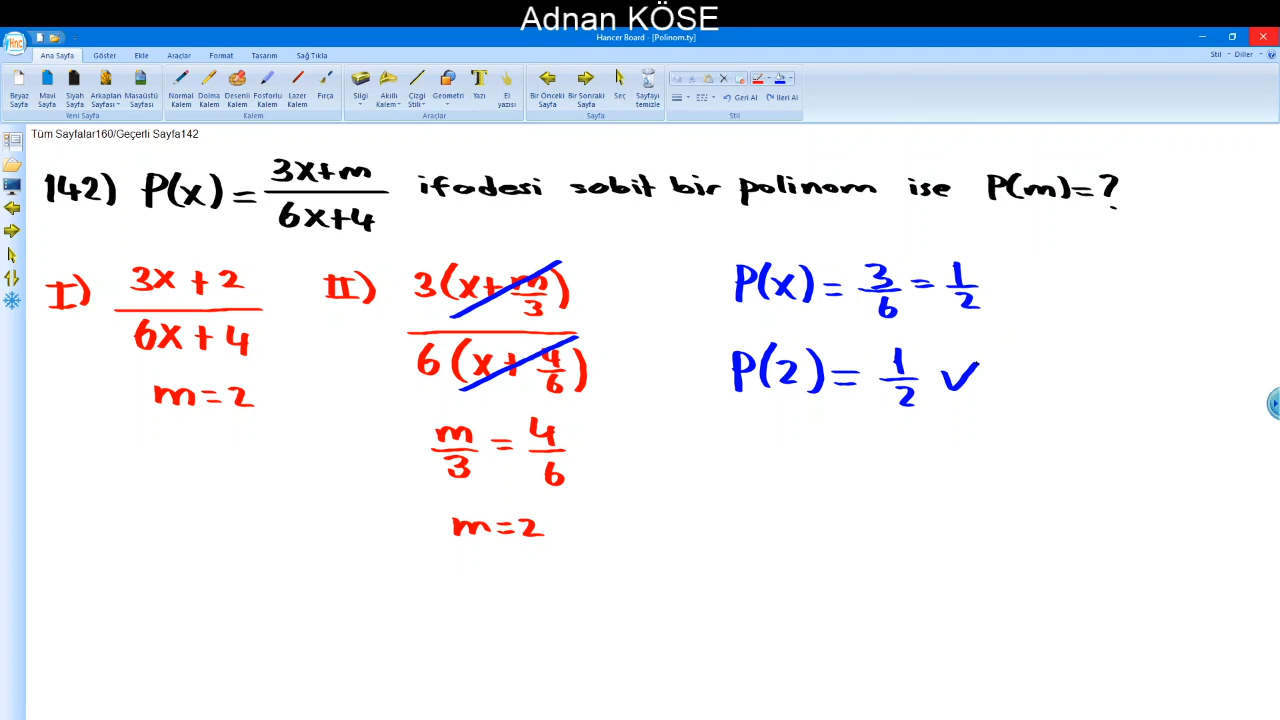 Adnan KÖSE
Hancer Board - [Polinom.ty]
Hnc
Ana Sayfa Göster Ekle Araçlar Format Tasarım Sağ Tıkla Stil Diller
Beyaz Sayfa Mavi Sayfa Siyah Sayfa Arkaplan Sayfası Masaüstü Sayfası Normal Kalem Dolma Kalem Desenli Kalem Fosforlu Kalem Lazer Kalem Fırça Silgi Akıllı Kalem Çizgi Stili Geometri Yazı El yazısı Bir Önceki Sayfa Bir Sonraki Sayfa Seç Sayfayı temizle Geri Al İleri Al
Yeni Sayfa Kalem Araçlar Sayfa Stil
Tüm Sayfalar160/Geçerli Sayfa142
142) P(x) = (3x+m)/(6x+4) ifadesi sabit bir polinom ise P(m)=?
I) (3x+2)/(6x+4)
m=2
II) 3(x+m/3)/6(x+4/6)
m/3 = 4/6
m=2
P(x) = 3/6 = 1/2
P(2) = 1/2 ✓